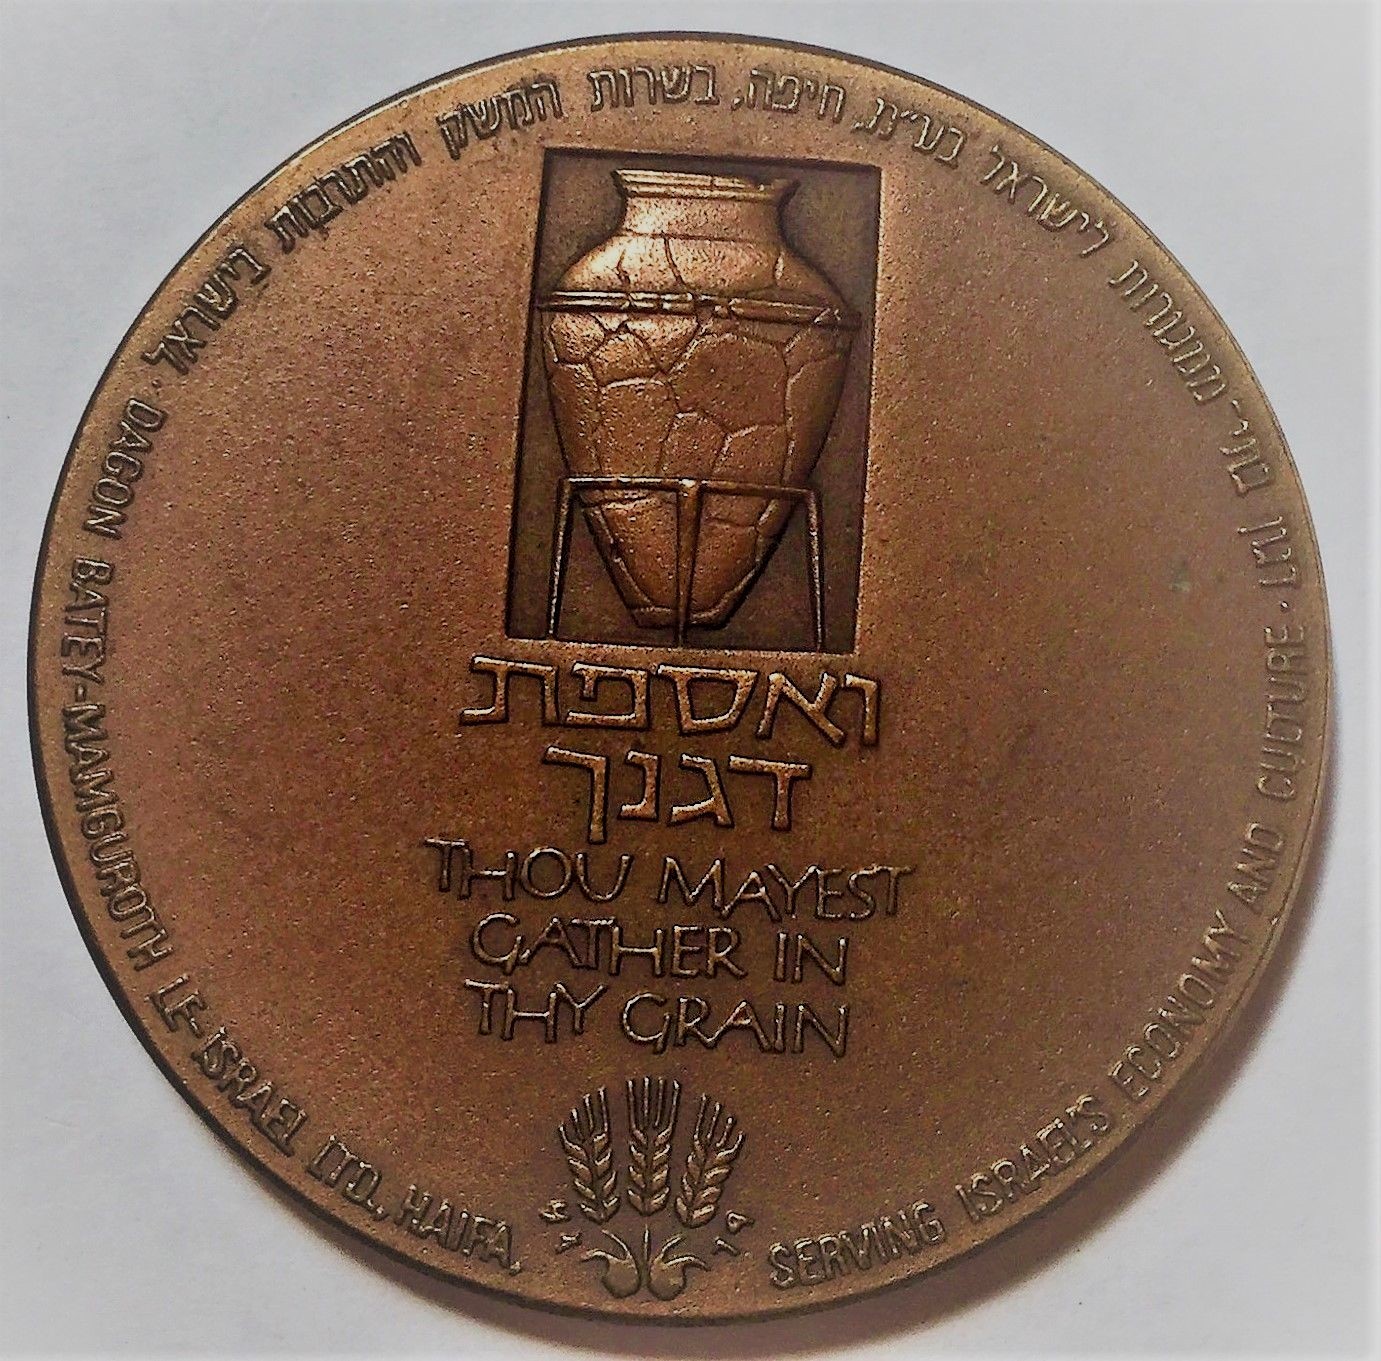 דגן בתי-ממגורות לישראל בע״מ, חיפה, בשרות המשק והתרבות בישראל
ואספת
דגנך
THOU MAYEST
GATHER IN
THY GRAIN
DAGON BATEY-MAMGUROTH LE-ISRAEL LTD. HAIFA,
SERVING ISRAEL'S ECONOMY AND CULTURE